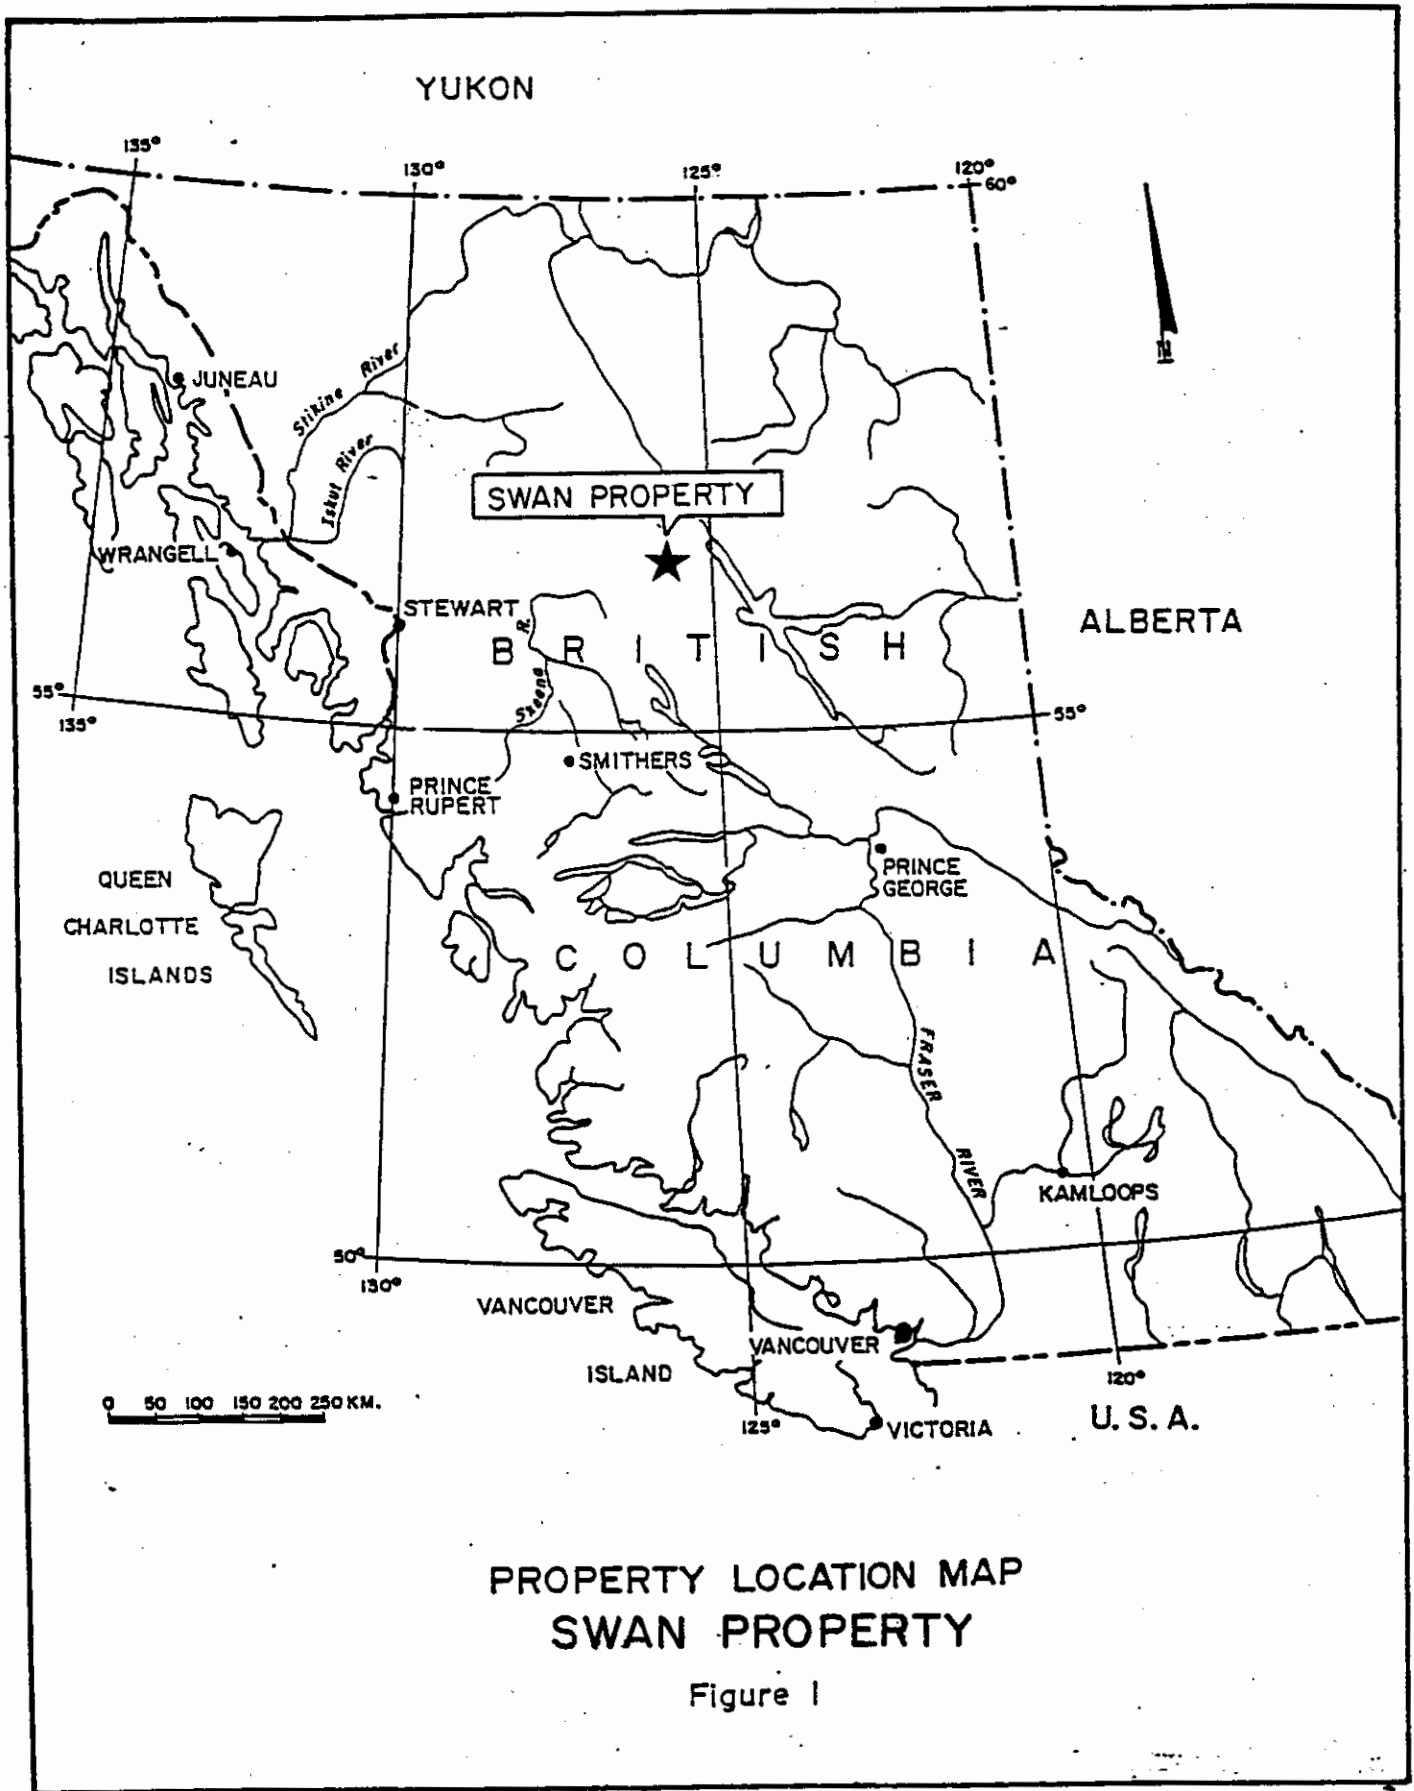 YUKON
135°
130°
125°
120°
60°
N
JUNEAU
Stikine River
Iskut River
SWAN PROPERTY
WRANGELL
STEWART
ALBERTA
BRITISH
Skeena R.
55°
135°
55°
SMITHERS
PRINCE
RUPERT
PRINCE
GEORGE
QUEEN
CHARLOTTE
ISLANDS
COLUMBIA
FRASER
RIVER
KAMLOOPS
50°
130°
VANCOUVER
ISLAND
VANCOUVER
120°
125°
VICTORIA
U.S.A.
0 50 100 150 200 250 KM.
PROPERTY LOCATION MAP
SWAN PROPERTY
Figure 1